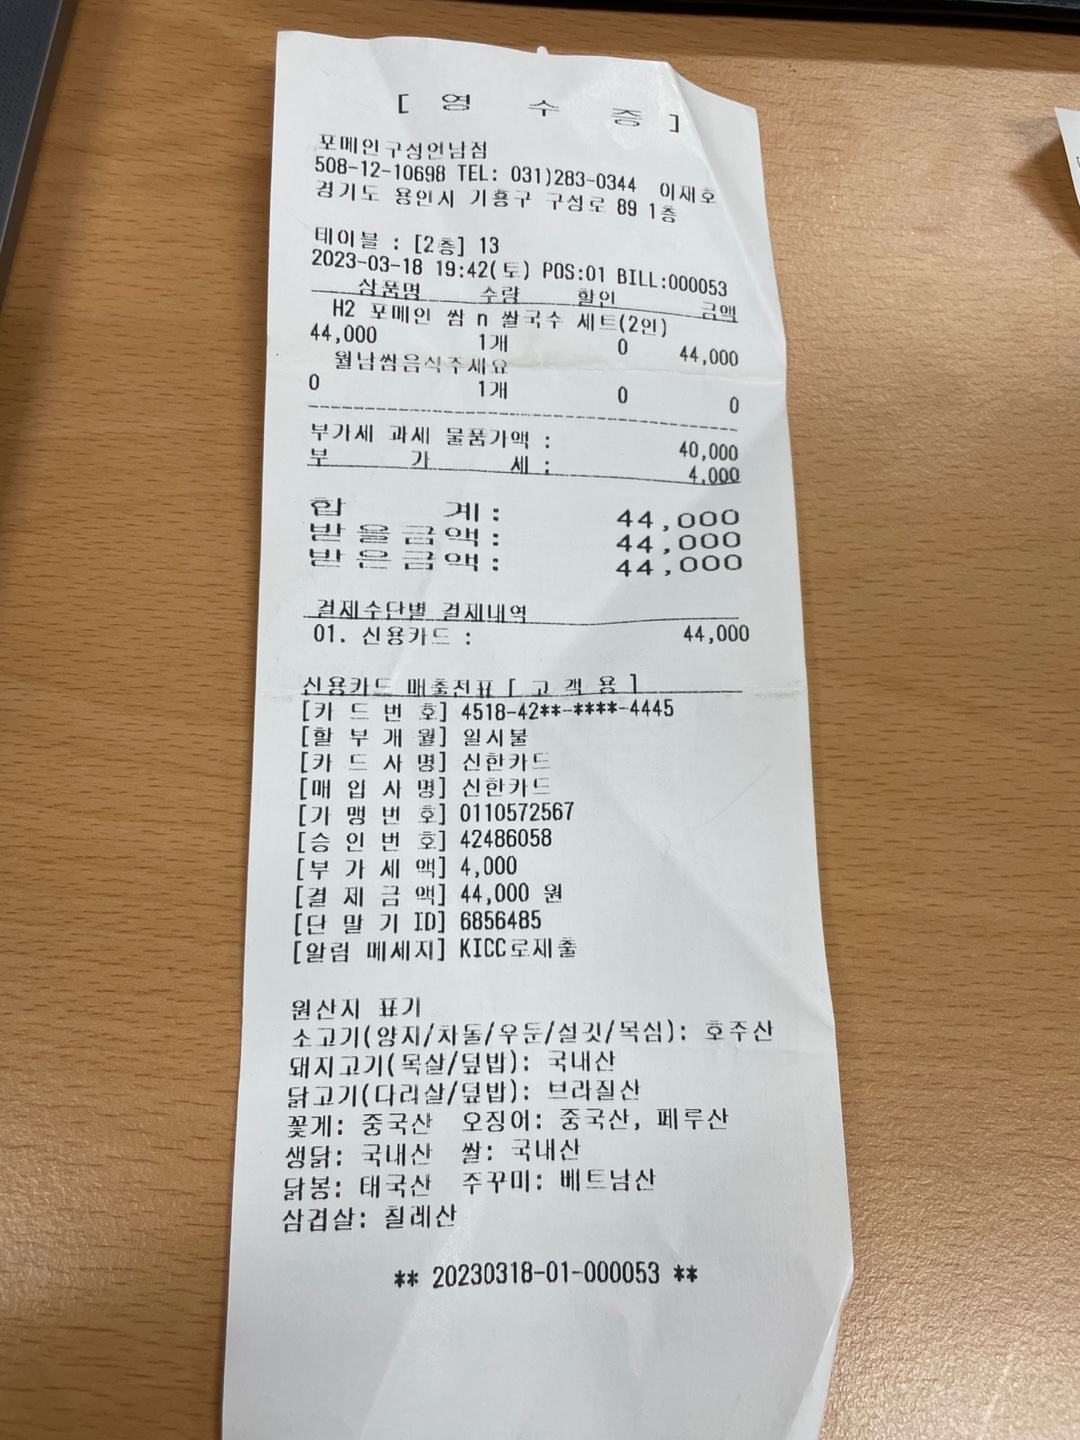 [ 영 수 증 ]
포메인구성언남점
508-12-10698 TEL: 031)283-0344 이재호
경기도 용인시 기흥구 구성로 89 1층
테이블 : [2층] 13
2023-03-18 19:42(토) POS:01 BILL:000053
상품명 수량 할인 금액
H2 포메인 쌈 n 쌀국수 세트(2인)
44,000 1개 0 44,000
월남쌈음식주세요
0 1개 0 0
부가세 과세 물품가액 : 40,000
부 가 세 : 4,000
합 계 : 44,000
받을금액 : 44,000
받은금액 : 44,000
결제수단별 결제내역
01. 신용카드 : 44,000
신용카드 매출전표 [ 고 객 용 ]
[카 드 번 호] 4518-42**-****-4445
[할 부 개 월] 일시불
[카 드 사 명] 신한카드
[매 입 사 명] 신한카드
[가 맹 번 호] 0110572567
[승 인 번 호] 42486058
[부 가 세 액] 4,000
[결 제 금 액] 44,000 원
[단 말 기 ID] 6856485
[알림 메세지] KICC로제출
원산지 표기
소고기(양지/차돌/우둔/설깃/목심): 호주산
돼지고기(목살/덮밥): 국내산
닭고기(다리살/덮밥): 브라질산
꽃게: 중국산 오징어: 중국산, 페루산
생닭: 국내산 쌀: 국내산
닭봉: 태국산 주꾸미: 베트남산
삼겹살: 칠레산
** 20230318-01-000053 **